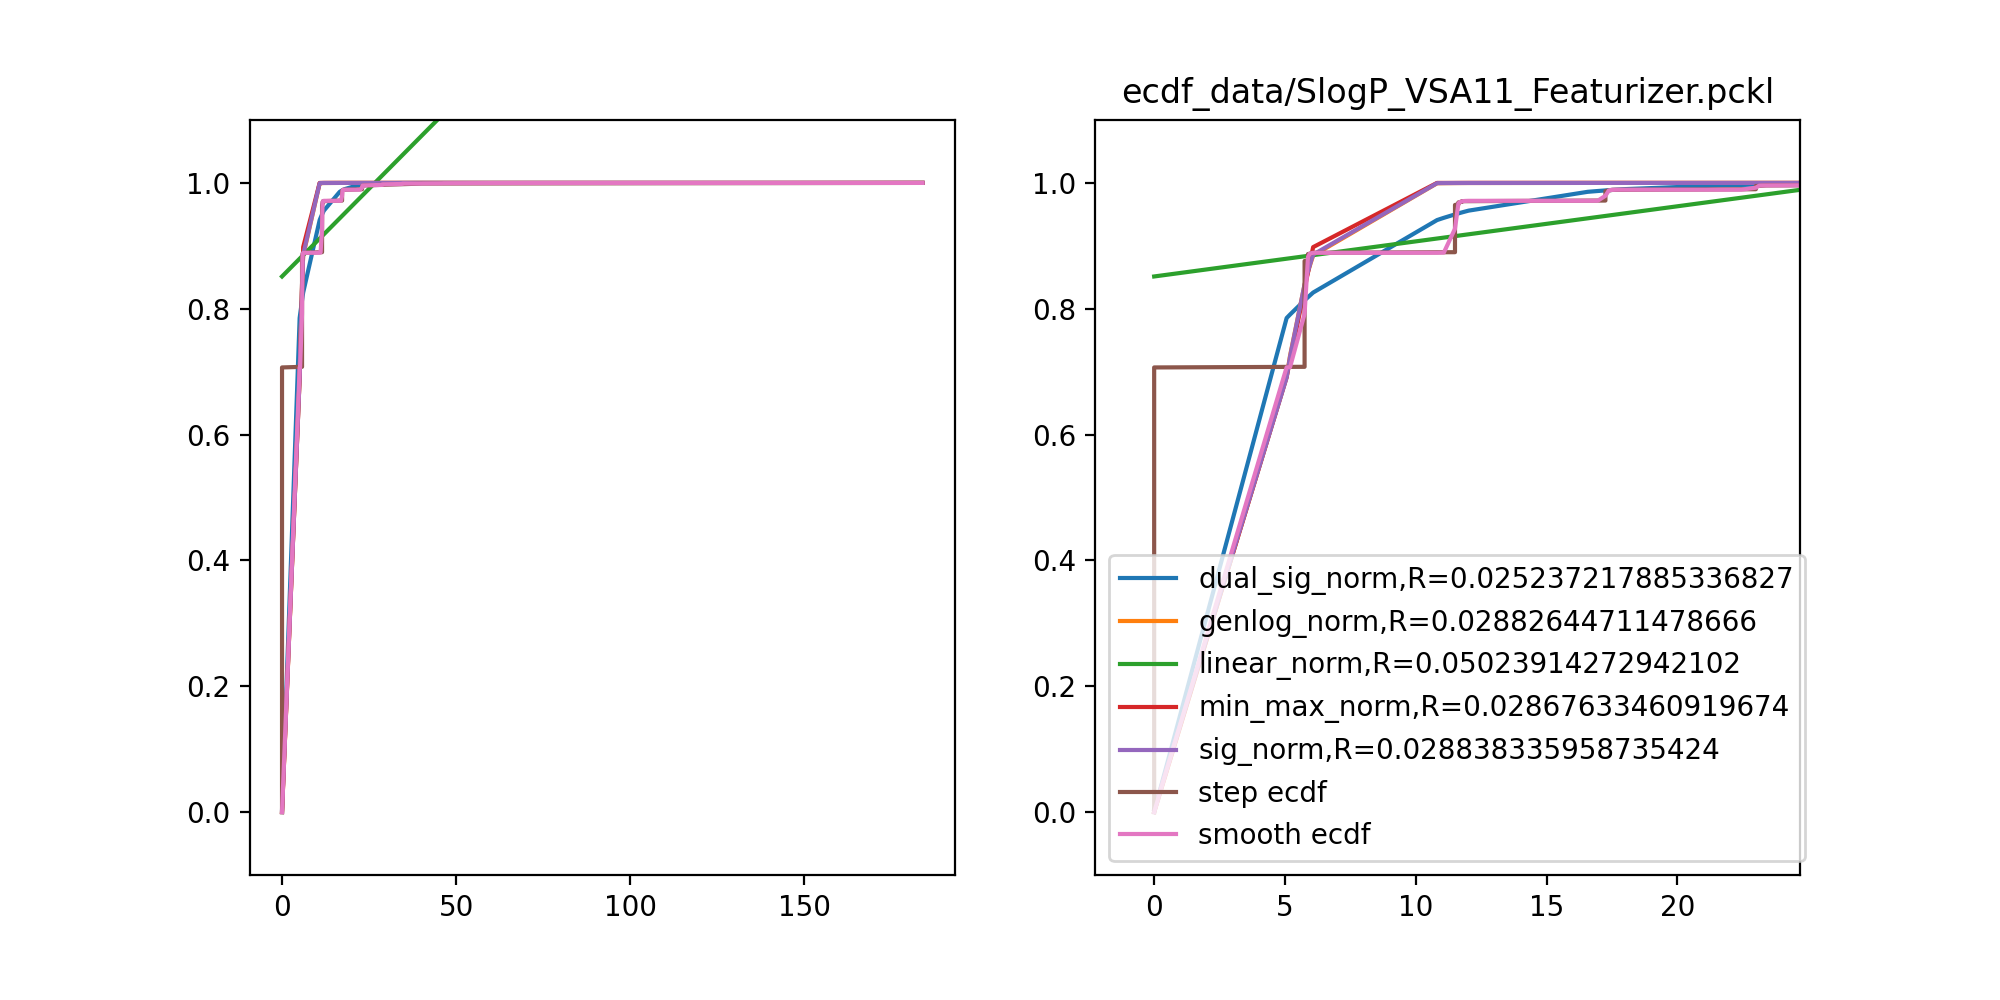 ecdf_data/SlogP_VSA11_Featurizer.pckl
1.0
0.8
0.6
0.4
0.2
0.0
0 50 100 150
1.0
0.8
0.6
0.4
0.2
0.0
dual_sig_norm,R=0.025237217885336827
genlog_norm,R=0.02882644711478666
linear_norm,R=0.05023914272942102
min_max_norm,R=0.02867633460919674
sig_norm,R=0.028838335958735424
step ecdf
smooth ecdf
0 5 10 15 20